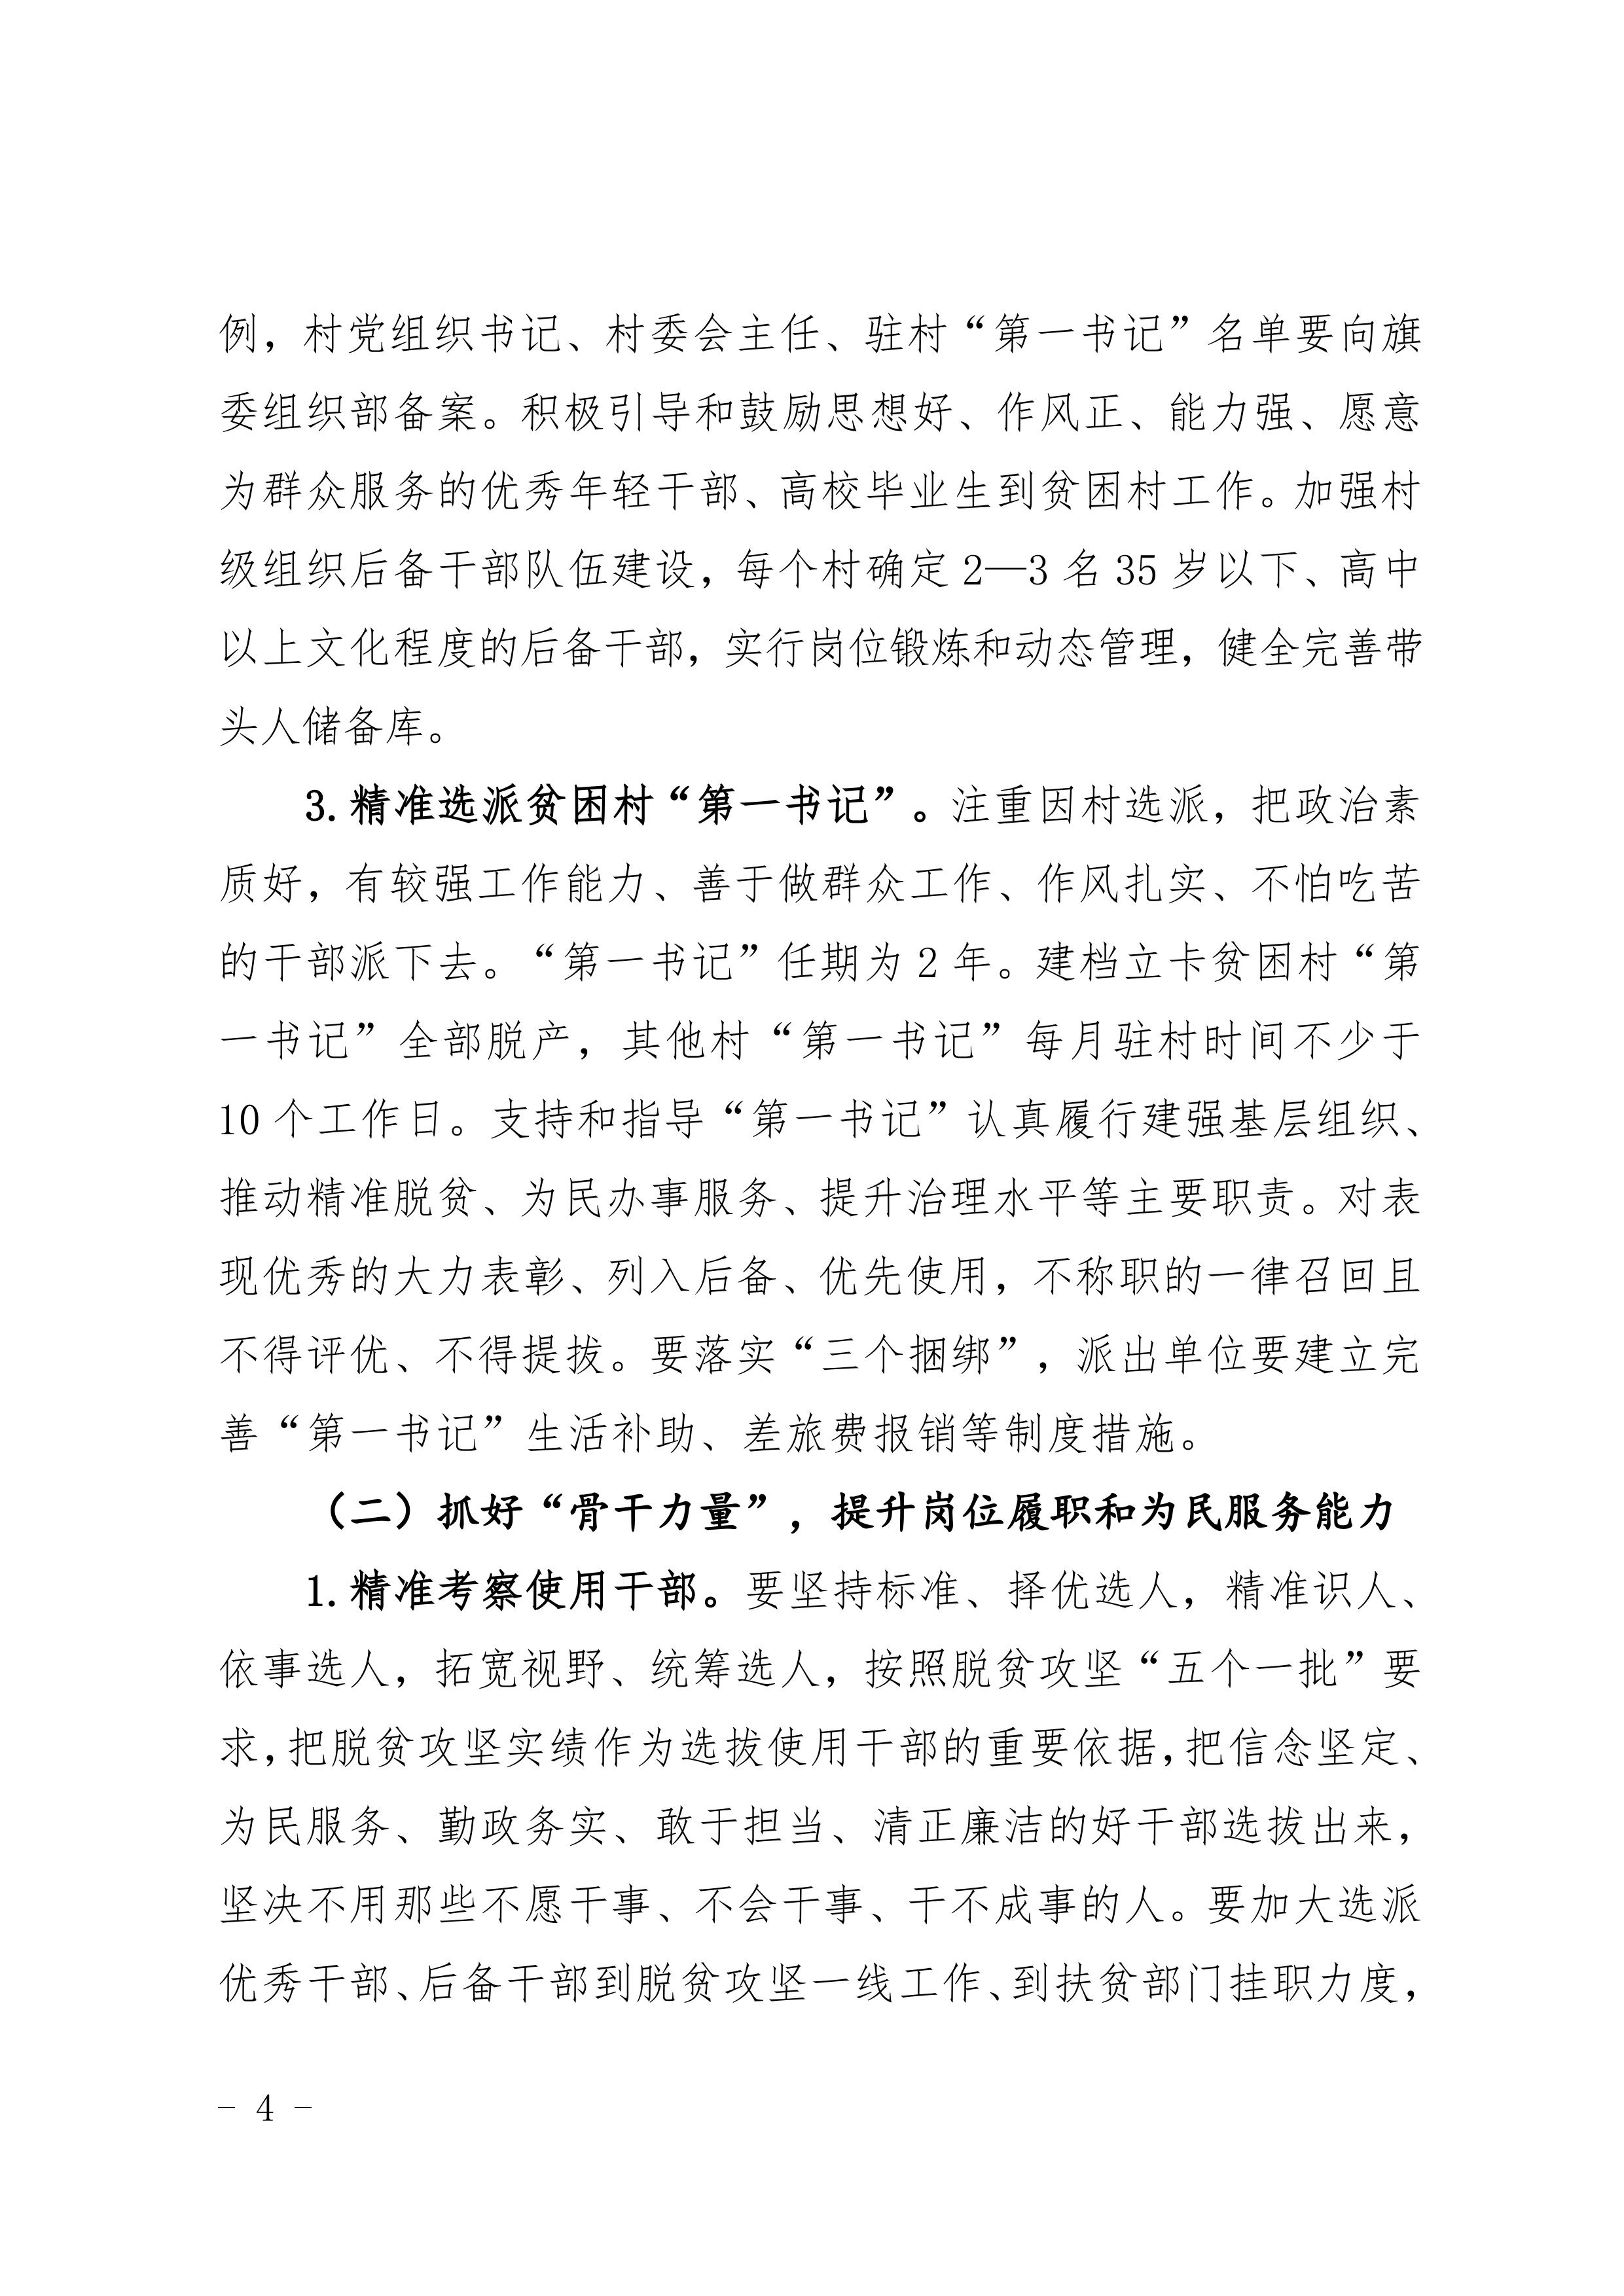 例，村党组织书记、村委会主任、驻村“第一书记”名单要向旗
委组织部备案。积极引导和鼓励思想好、作风正、能力强、愿意
为群众服务的优秀年轻干部、高校毕业生到贫困村工作。加强村
级组织后备干部队伍建设，每个村确定 2—3 名 35 岁以下、高中
以上文化程度的后备干部，实行岗位锻炼和动态管理，健全完善带
头人储备库。
3.精准选派贫困村“第一书记”。注重因村选派，把政治素
质好，有较强工作能力、善于做群众工作、作风扎实、不怕吃苦
的干部派下去。“第一书记”任期为 2 年。建档立卡贫困村“第
一书记”全部脱产，其他村“第一书记”每月驻村时间不少于
10 个工作日。支持和指导“第一书记”认真履行建强基层组织、
推动精准脱贫、为民办事服务、提升治理水平等主要职责。对表
现优秀的大力表彰、列入后备、优先使用，不称职的一律召回且
不得评优、不得提拔。要落实“三个捆绑”，派出单位要建立完
善“第一书记”生活补助、差旅费报销等制度措施。
（二）抓好“骨干力量”，提升岗位履职和为民服务能力
1.精准考察使用干部。要坚持标准、择优选人，精准识人、
依事选人，拓宽视野、统筹选人，按照脱贫攻坚“五个一批”要
求，把脱贫攻坚实绩作为选拔使用干部的重要依据，把信念坚定、
为民服务、勤政务实、敢于担当、清正廉洁的好干部选拔出来，
坚决不用那些不愿干事、不会干事、干不成事的人。要加大选派
优秀干部、后备干部到脱贫攻坚一线工作、到扶贫部门挂职力度，
- 4 -